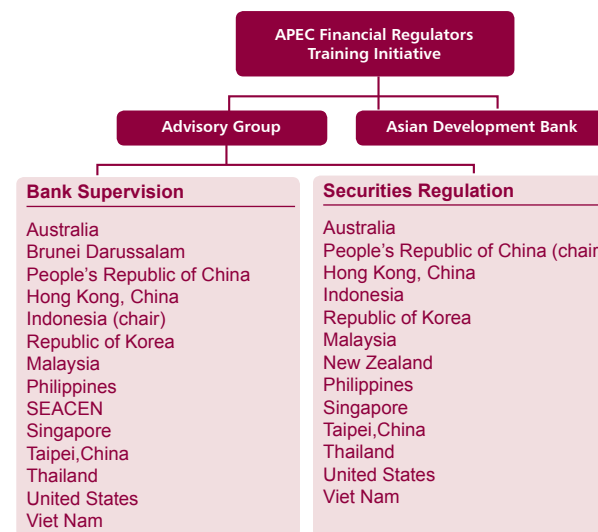 APEC Financial Regulators
Training Initiative
Advisory Group
Asian Development Bank
Bank Supervision
Australia
Brunei Darussalam
People’s Republic of China
Hong Kong, China
Indonesia (chair)
Republic of Korea
Malaysia
Philippines
SEACEN
Singapore
Taipei,China
Thailand
United States
Viet Nam
Securities Regulation
Australia
People’s Republic of China (chair
Hong Kong, China
Indonesia
Republic of Korea
Malaysia
New Zealand
Philippines
Singapore
Taipei,China
Thailand
United States
Viet Nam